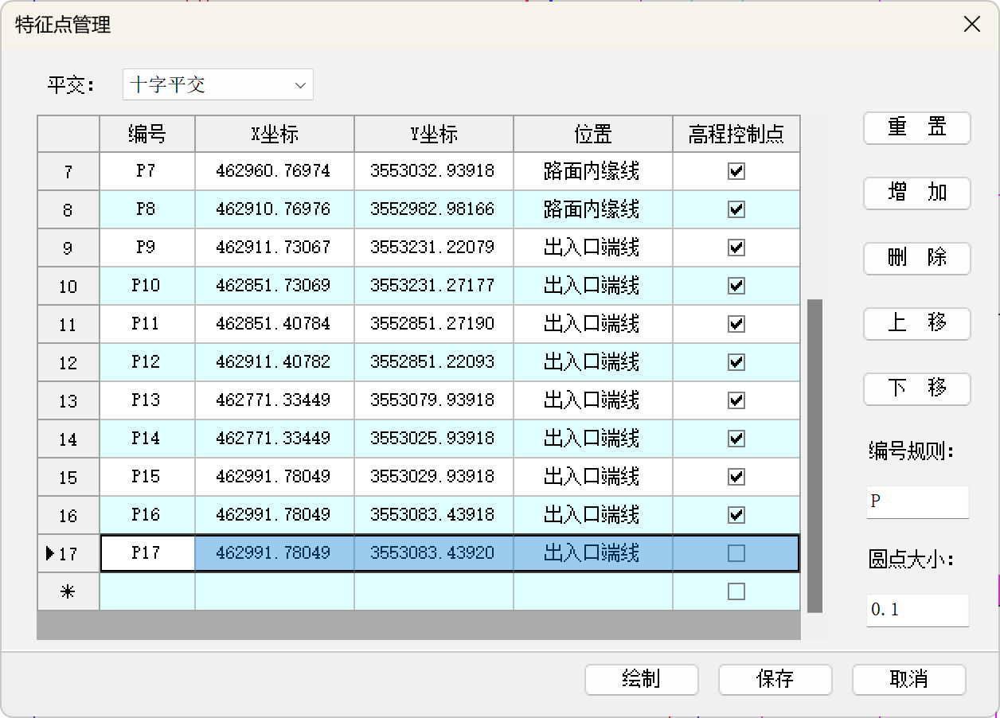 特征点管理
平交： 十字平交
编号 X坐标 Y坐标 位置 高程控制点
7 P7 462960.76974 3553032.93918 路面内缘线
8 P8 462910.76976 3552982.98166 路面内缘线
9 P9 462911.73067 3553231.22079 出入口端线
10 P10 462851.73069 3553231.27177 出入口端线
11 P11 462851.40784 3552851.27190 出入口端线
12 P12 462911.40782 3552851.22093 出入口端线
13 P13 462771.33449 3553079.93918 出入口端线
14 P14 462771.33449 3553025.93918 出入口端线
15 P15 462991.78049 3553029.93918 出入口端线
16 P16 462991.78049 3553083.43918 出入口端线
17 P17 462991.78049 3553083.43920 出入口端线
*
重 置
增 加
删 除
上 移
下 移
编号规则：
P
圆点大小：
0.1
绘制 保存 取消